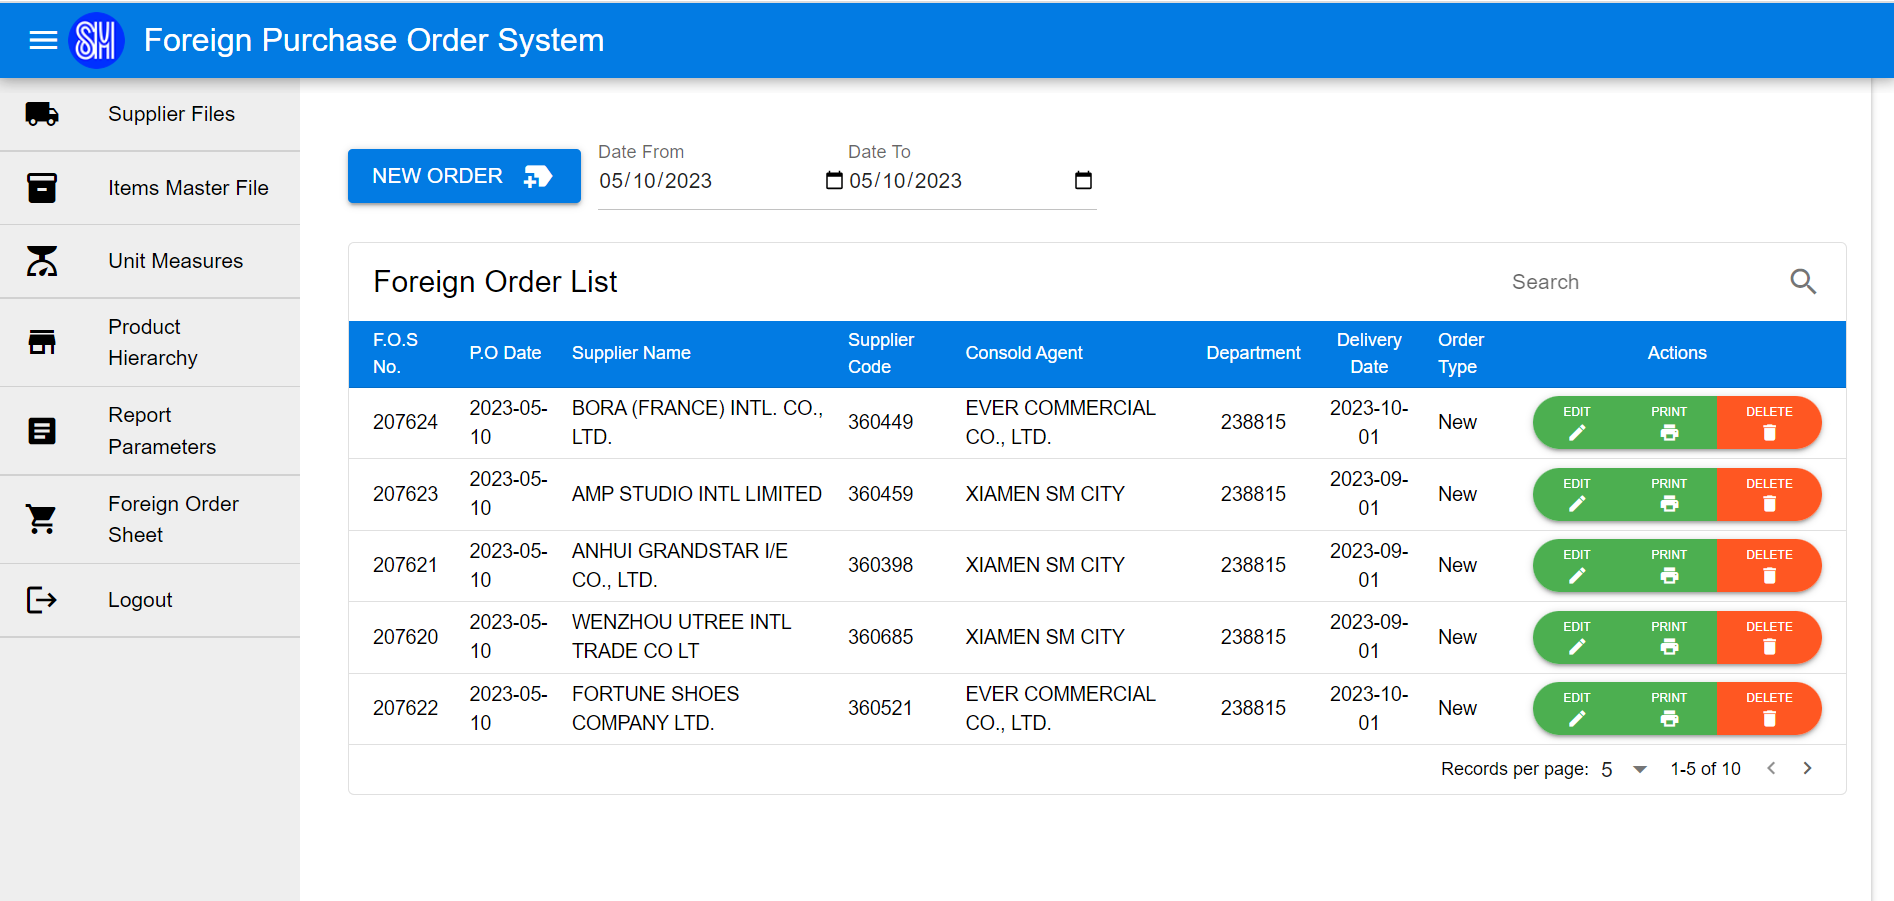 SM Foreign Purchase Order System
Supplier Files
Items Master File
Unit Measures
Product
Hierarchy
Report
Parameters
Foreign Order
Sheet
Logout
NEW ORDER
Date From
05/10/2023
Date To
05/10/2023
Foreign Order List
Search
F.O.S
No.
P.O Date
Supplier Name
Supplier
Code
Consold Agent
Department
Delivery
Date
Order
Type
Actions
207624
2023-05-
10
BORA (FRANCE) INTL. CO.,
LTD.
360449
EVER COMMERCIAL
CO., LTD.
238815
2023-10-
01
New
EDIT
PRINT
DELETE
207623
2023-05-
10
AMP STUDIO INTL LIMITED
360459
XIAMEN SM CITY
238815
2023-09-
01
New
EDIT
PRINT
DELETE
207621
2023-05-
10
ANHUI GRANDSTAR I/E
CO., LTD.
360398
XIAMEN SM CITY
238815
2023-09-
01
New
EDIT
PRINT
DELETE
207620
2023-05-
10
WENZHOU UTREE INTL
TRADE CO LT
360685
XIAMEN SM CITY
238815
2023-09-
01
New
EDIT
PRINT
DELETE
207622
2023-05-
10
FORTUNE SHOES
COMPANY LTD.
360521
EVER COMMERCIAL
CO., LTD.
238815
2023-10-
01
New
EDIT
PRINT
DELETE
Records per page: 5
1-5 of 10